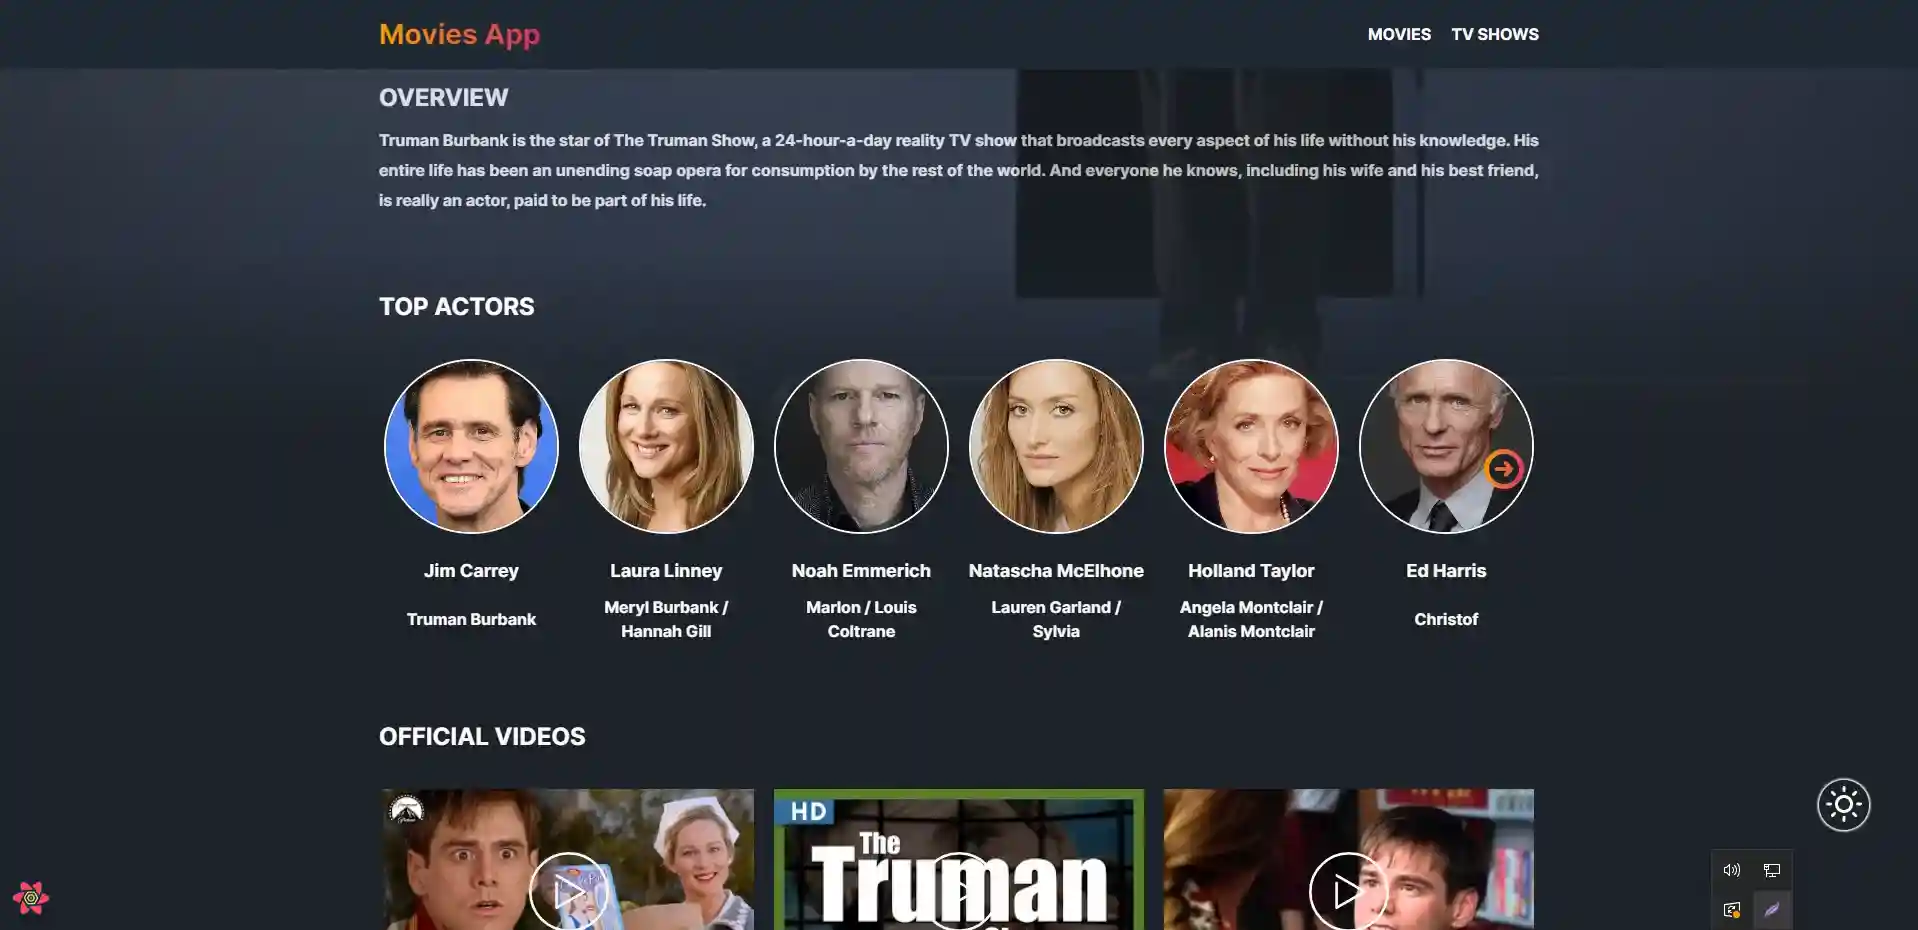 Movies App
MOVIES TV SHOWS
OVERVIEW
Truman Burbank is the star of The Truman Show, a 24-hour-a-day reality TV show that broadcasts every aspect of his life without his knowledge. His
entire life has been an unending soap opera for consumption by the rest of the world. And everyone he knows, including his wife and his best friend,
is really an actor, paid to be part of his life.
TOP ACTORS
Jim Carrey
Laura Linney
Noah Emmerich
Natascha McElhone
Holland Taylor
Ed Harris
Truman Burbank
Meryl Burbank /
Hannah Gill
Marlon / Louis
Coltrane
Lauren Garland /
Sylvia
Angela Montclair /
Alanis Montclair
Christof
OFFICIAL VIDEOS
HD
The
Truman